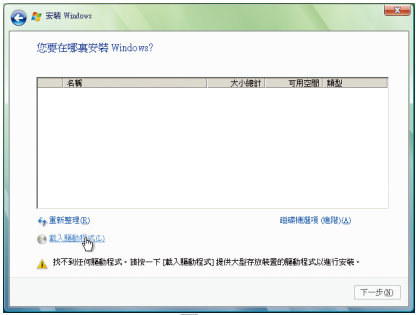 安裝 Windows
您要在哪裏安裝 Windows?
名稱 大小總計 可用空間 類型
重新整理(R) 磁碟機選項 (進階)(A)
載入驅動程式(L)
找不到任何驅動程式。請按一下 [載入驅動程式] 提供大型存放裝置的驅動程式以進行安裝。
下一步(N)